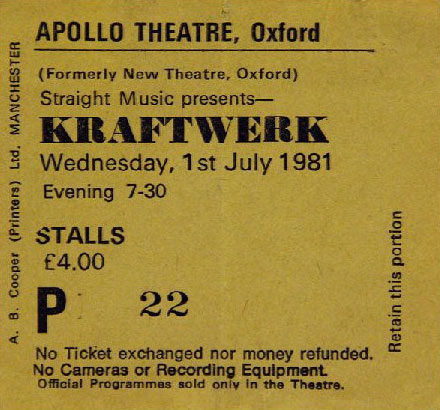 APOLLO THEATRE, Oxford
(Formerly New Theatre, Oxford)
Straight Music presents—
KRAFTWERK
Wednesday, 1st July 1981
Evening 7-30
STALLS
£4.00
P 22
No Ticket exchanged nor money refunded.
No Cameras or Recording Equipment.
Official Programmes sold only in the Theatre.
A. B. Cooper (Printers) Ltd. MANCHESTER
Retain this portion